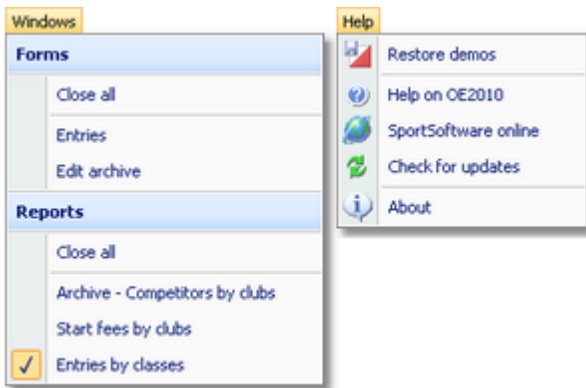 Windows
Forms
Close all
Entries
Edit archive
Reports
Close all
Archive - Competitors by clubs
Start fees by clubs
Entries by classes
Help
Restore demos
Help on OE2010
SportSoftware online
Check for updates
About